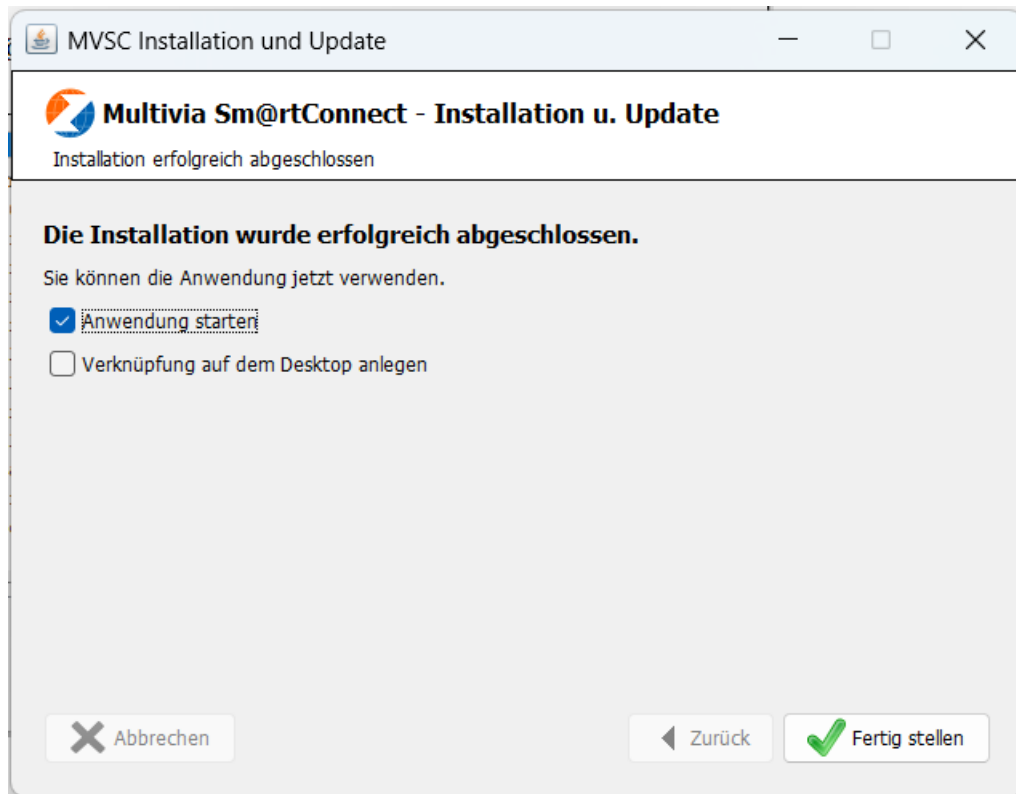 MVSC Installation und Update
Multivia Sm@rtConnect - Installation u. Update
Installation erfolgreich abgeschlossen
Die Installation wurde erfolgreich abgeschlossen.
Sie können die Anwendung jetzt verwenden.
Anwendung starten
Verknüpfung auf dem Desktop anlegen
Abbrechen
Zurück
Fertig stellen